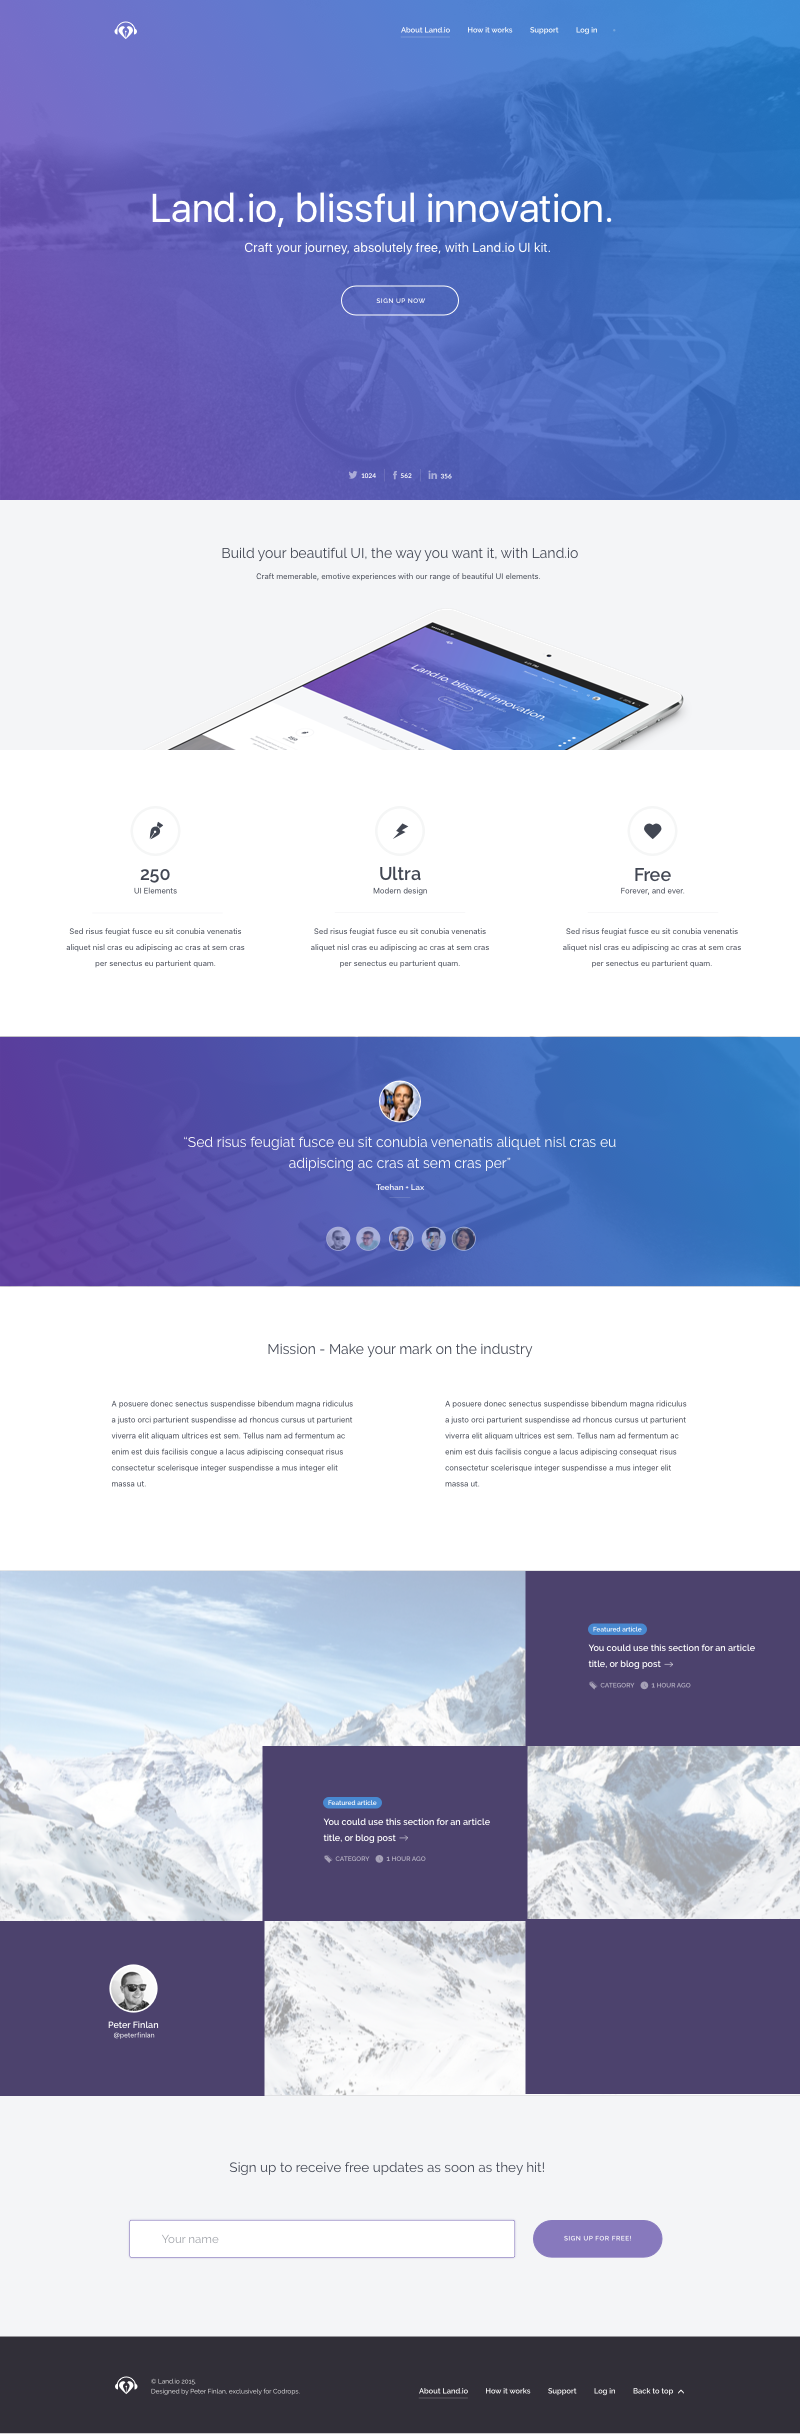 About Land.io How it works Support Log in
Land.io, blissful innovation.
Craft your journey, absolutely free, with Land.io UI kit.
SIGN UP NOW
1024 562 356
Build your beautiful UI, the way you want it, with Land.io
Craft memerable, emotive experiences with our range of beautiful UI elements.
Land.io, blissful innovation.
250
250
UI Elements
Sed risus feugiat fusce eu sit conubia venenatis
aliquet nisl cras eu adipiscing ac cras at sem cras
per senectus eu parturient quam.
Ultra
Modern design
Sed risus feugiat fusce eu sit conubia venenatis
aliquet nisl cras eu adipiscing ac cras at sem cras
per senectus eu parturient quam.
Free
Forever, and ever.
Sed risus feugiat fusce eu sit conubia venenatis
aliquet nisl cras eu adipiscing ac cras at sem cras
per senectus eu parturient quam.
“Sed risus feugiat fusce eu sit conubia venenatis aliquet nisl cras eu
adipiscing ac cras at sem cras per”
Teehan + Lax
Mission - Make your mark on the industry
A posuere donec senectus suspendisse bibendum magna ridiculus
a justo orci parturient suspendisse ad rhoncus cursus ut parturient
viverra elit aliquam ultrices est sem. Tellus nam ad fermentum ac
enim est duis facilisis congue a lacus adipiscing consequat risus
consectetur scelerisque integer suspendisse a mus integer elit
massa ut.
A posuere donec senectus suspendisse bibendum magna ridiculus
a justo orci parturient suspendisse ad rhoncus cursus ut parturient
viverra elit aliquam ultrices est sem. Tellus nam ad fermentum ac
enim est duis facilisis congue a lacus adipiscing consequat risus
consectetur scelerisque integer suspendisse a mus integer elit
massa ut.
Featured article
You could use this section for an article
title, or blog post →
CATEGORY 1 HOUR AGO
Featured article
You could use this section for an article
title, or blog post →
CATEGORY 1 HOUR AGO
Peter Finlan
@peterfinlan
Sign up to receive free updates as soon as they hit!
Your name
SIGN UP FOR FREE!
© Land.io 2015
Designed by Peter Finlan, exclusively for Codrops.
About Land.io How it works Support Log in Back to top